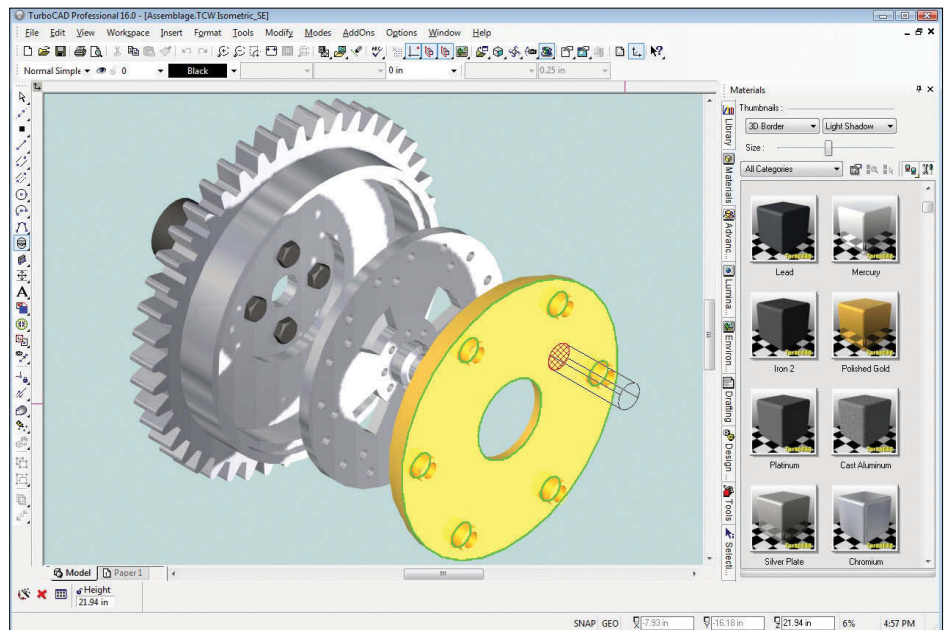 TurboCAD Professional 16.0 - [Assemblage.TCW Isometric_SE]
File Edit View Workspace Insert Format Tools Modify Modes AddOns Options Window Help
Normal Simple 0 Black 0 in 0.25 in
Materials
Thumbnails :
3D Border Light Shadow
Size :
All Categories
Lead Mercury
Iron 2 Polished Gold
Platinum Cast Aluminum
Silver Plate Chromium
Library
Materials
Advanc...
Lumina...
Environ...
Drafting
Design ...
Tools
Selecti...
Model Paper 1
Height
21.94 in
SNAP GEO X -7.93 in Y -16.18 in Z 21.94 in 6% 4:57 PM